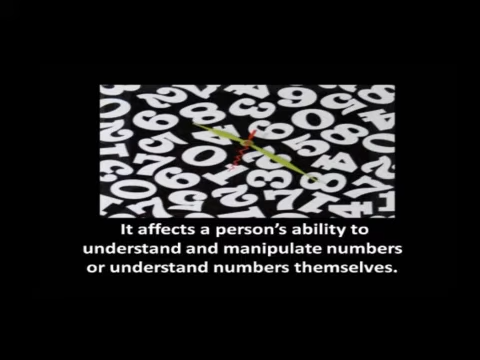 It affects a person's ability to
understand and manipulate numbers
or understand numbers themselves.